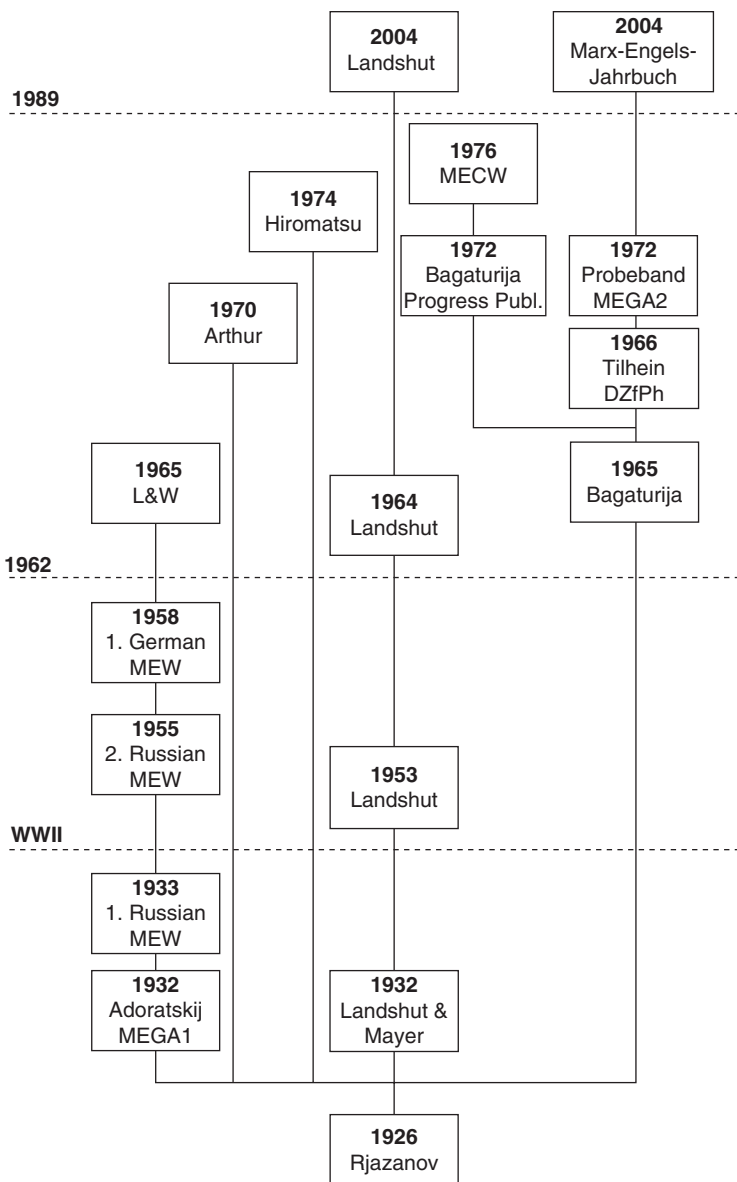 2004
Landshut
2004
Marx-Engels-
Jahrbuch
1989
1976
MECW
1974
Hiromatsu
1972
Bagaturija
Progress Publ.
1972
Probeband
MEGA2
1970
Arthur
1966
Tilhein
DZfPh
1965
L&W
1964
Landshut
1965
Bagaturija
1962
1958
1. German
MEW
1955
2. Russian
MEW
1953
Landshut
WWII
1933
1. Russian
MEW
1932
Adoratskij
MEGA1
1932
Landshut &
Mayer
1926
Rjazanov